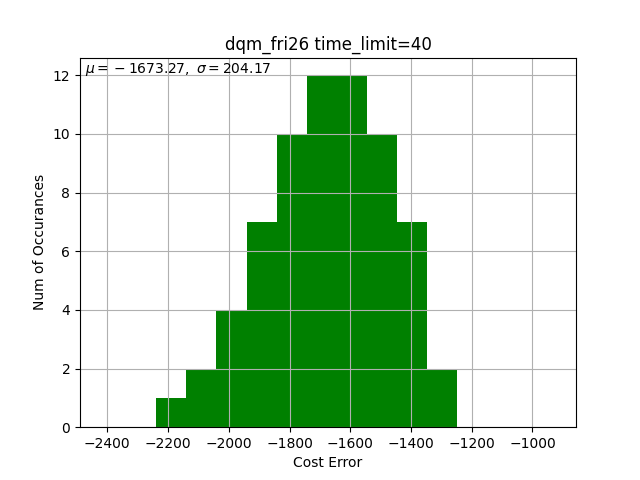 dqm_fri26 time_limit=40
μ = −1673.27, σ = 204.17
12
10
8
6
4
2
0
Num of Occurances
−2400 −2200 −2000 −1800 −1600 −1400 −1200 −1000
Cost Error